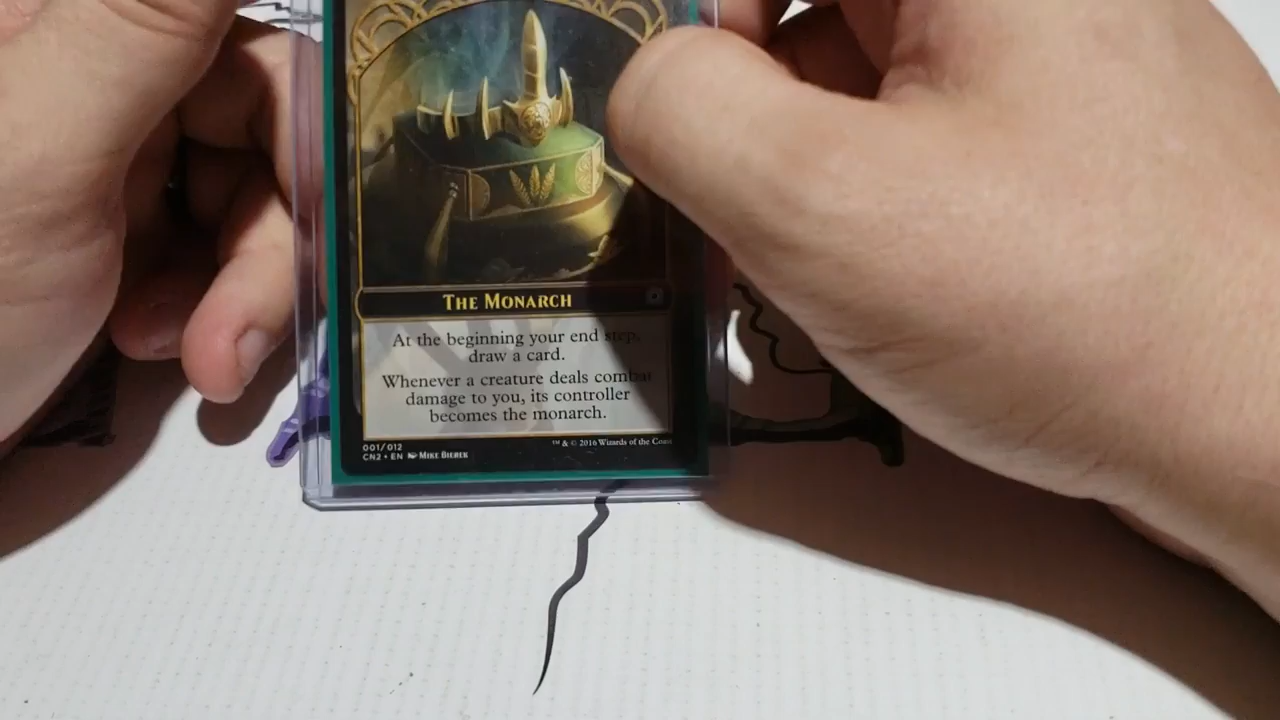 THE MONARCH
At the beginning your end step,
draw a card.
Whenever a creature deals combat
damage to you, its controller
becomes the monarch.
001/012
CN2 • EN MIKE BIEREK
™ & © 2016 Wizards of the Coast